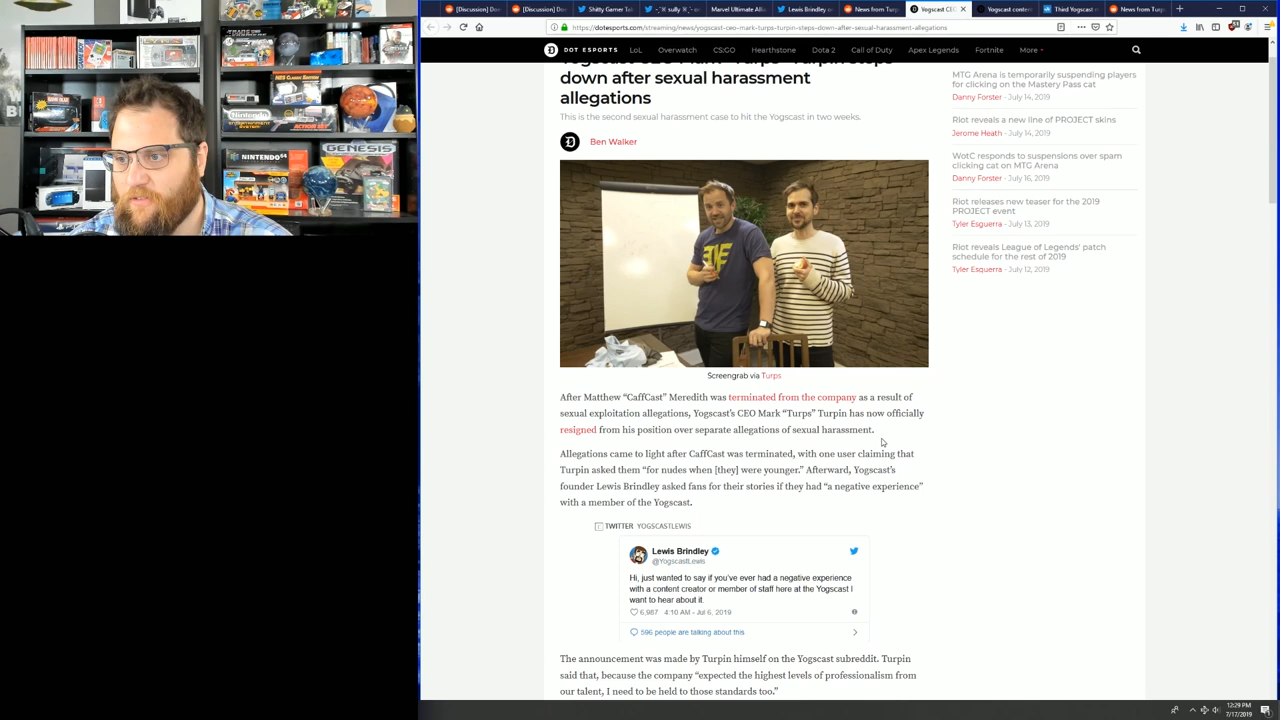 [Discussion] Do
[Discussion] Do
Shitty Gamer Tak
sully
Marvel Ultimate Alli
Lewis Brindley o
News from Turp
Yogscast CEO
Yogscast content
Third Yogscast m
News from Turp
https://dotesports.com/streaming/news/yogscast-ceo-mark-turps-turpin-steps-down-after-sexual-harassment-allegations
DOT ESPORTS
LoL
Overwatch
CS:GO
Hearthstone
Dota 2
Call of Duty
Apex Legends
Fortnite
More
Yogscast CEO Mark "Turps" Turpin steps
down after sexual harassment
allegations
This is the second sexual harassment case to hit the Yogscast in two weeks.
Ben Walker
Screengrab via Turps
After Matthew “CaffCast” Meredith was terminated from the company as a result of
sexual exploitation allegations, Yogscast’s CEO Mark “Turps” Turpin has now officially
resigned from his position over separate allegations of sexual harassment.
Allegations came to light after CaffCast was terminated, with one user claiming that
Turpin asked them “for nudes when [they] were younger.” Afterward, Yogscast’s
founder Lewis Brindley asked fans for their stories if they had “a negative experience”
with a member of the Yogscast.
TWITTER YOGSCASTLEWIS
Lewis Brindley
@YogscastLewis
Hi, just wanted to say if you've ever had a negative experience
with a content creator or member of staff here at the Yogscast I
want to hear about it.
6,987 4:10 AM - Jul 6, 2019
596 people are talking about this
The announcement was made by Turpin himself on the Yogscast subreddit. Turpin
said that, because the company “expected the highest levels of professionalism from
our talent, I need to be held to those standards too.”
MTG Arena is temporarily suspending players
for clicking on the Mastery Pass cat
Danny Forster - July 14, 2019
Riot reveals a new line of PROJECT skins
Jerome Heath - July 14, 2019
WotC responds to suspensions over spam
clicking cat on MTG Arena
Danny Forster - July 16, 2019
Riot releases new teaser for the 2019
PROJECT event
Tyler Esguerra - July 13, 2019
Riot reveals League of Legends' patch
schedule for the rest of 2019
Tyler Esguerra - July 12, 2019
NINTENDO 64
GENESIS
Nintendo
12:29 PM
7/17/2019